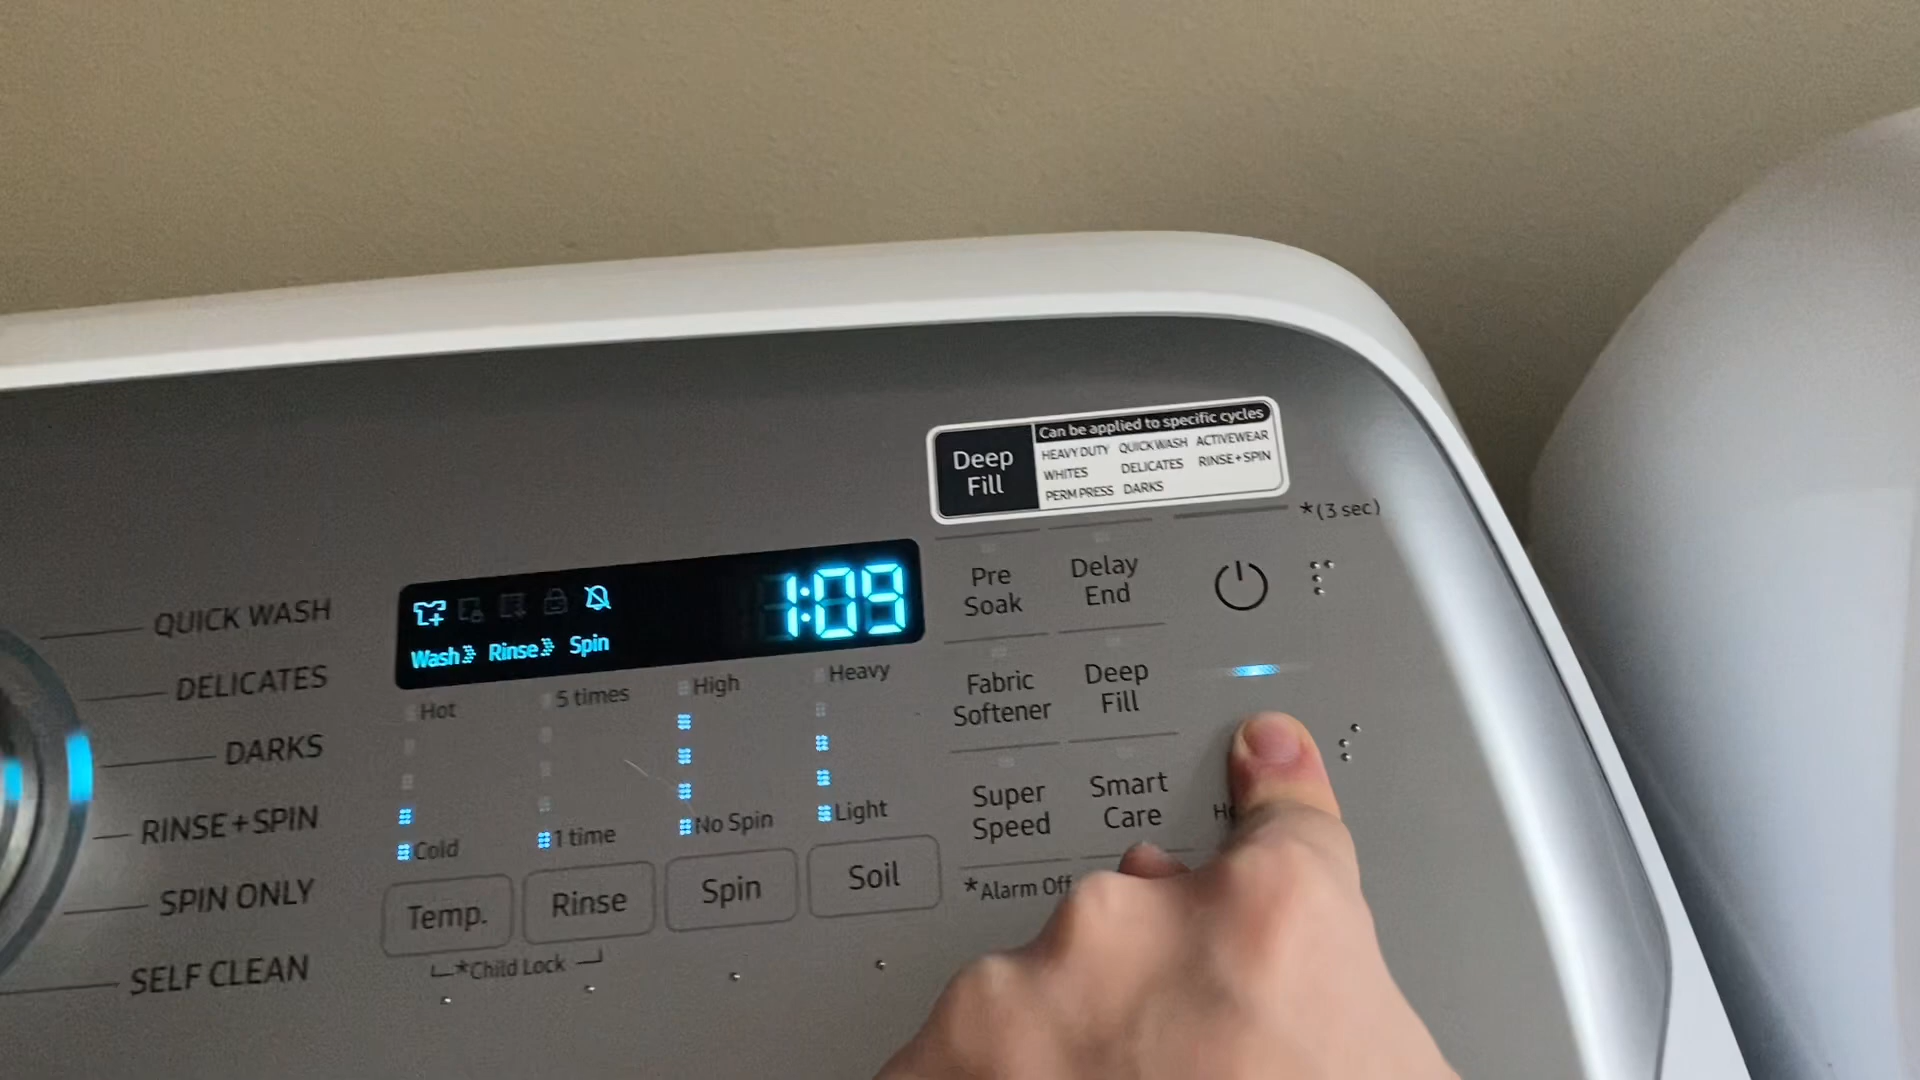 Deep
Fill
Can be applied to specific cycles
HEAVY DUTY QUICK WASH ACTIVEWEAR
WHITES DELICATES RINSE+SPIN
PERM PRESS DARKS
*(3 sec)
QUICK WASH
DELICATES
DARKS
RINSE+SPIN
SPIN ONLY
SELF CLEAN
1:09
Wash Rinse Spin
Hot 5 times High Heavy
Cold 1 time No Spin Light
Temp. Rinse Spin Soil
*Child Lock
Pre
Soak
Delay
End
Fabric
Softener
Deep
Fill
Super
Speed
Smart
Care
*Alarm Off